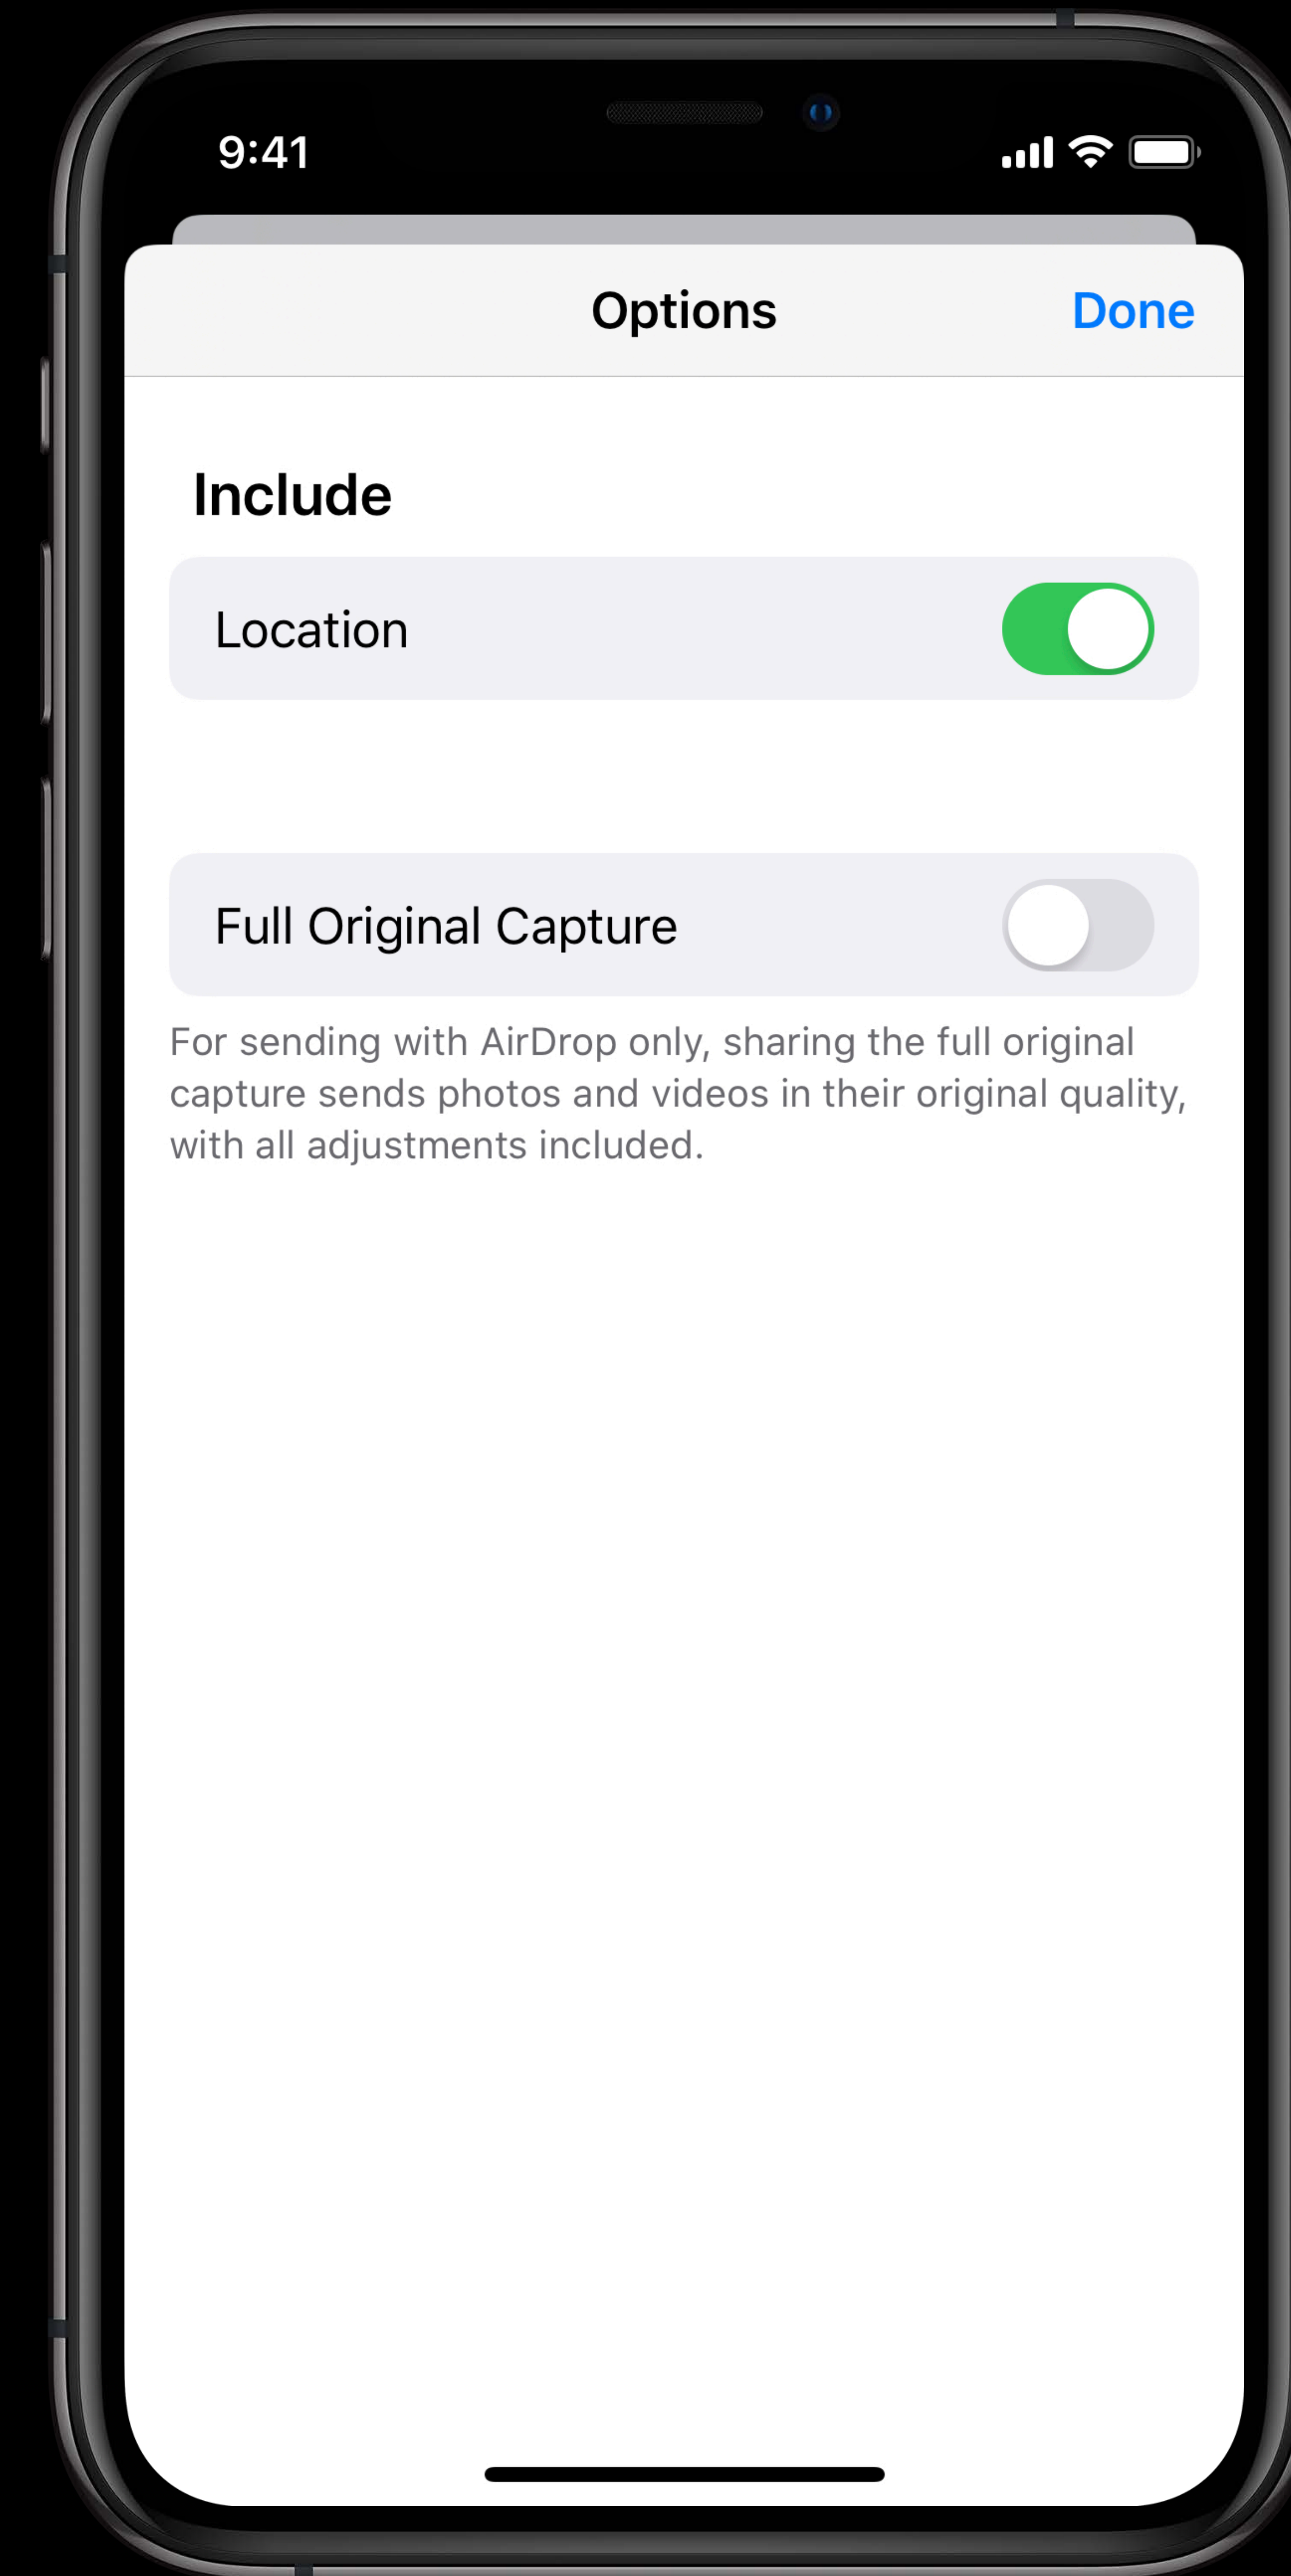 9:41
Options
Done
Include
Location
Full Original Capture
For sending with AirDrop only, sharing the full original
capture sends photos and videos in their original quality,
with all adjustments included.